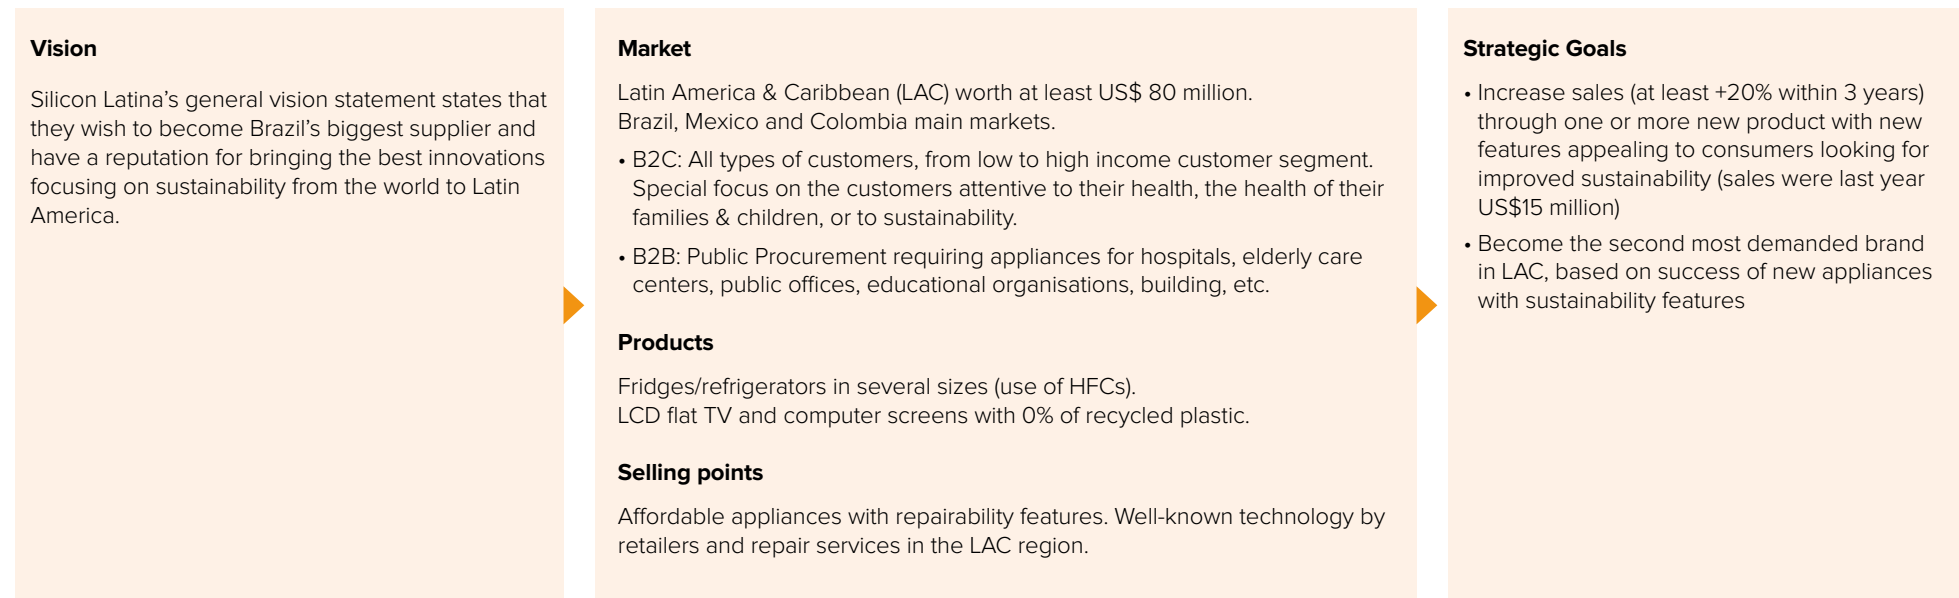 Vision
Silicon Latina's general vision statement states that
they wish to become Brazil's biggest supplier and
have a reputation for bringing the best innovations
focusing on sustainability from the world to Latin
America.
Market
Latin America & Caribbean (LAC) worth at least US$ 80 million.
Brazil, Mexico and Colombia main markets.
• B2C: All types of customers, from low to high income customer segment.
Special focus on the customers attentive to their health, the health of their
families & children, or to sustainability.
• B2B: Public Procurement requiring appliances for hospitals, elderly care
centers, public offices, educational organisations, building, etc.
Products
Fridges/refrigerators in several sizes (use of HFCs).
LCD flat TV and computer screens with 0% of recycled plastic.
Selling points
Affordable appliances with repairability features. Well-known technology by
retailers and repair services in the LAC region.
Strategic Goals
• Increase sales (at least +20% within 3 years)
through one or more new product with new
features appealing to consumers looking for
improved sustainability (sales were last year
US$15 million)
• Become the second most demanded brand
in LAC, based on success of new appliances
with sustainability features